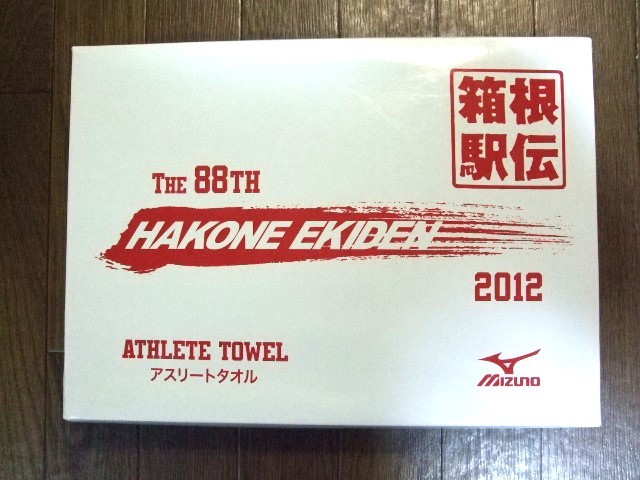 箱根
駅伝
THE 88TH
HAKONE EKIDEN
2012
ATHLETE TOWEL
アスリートタオル
MIZUNO